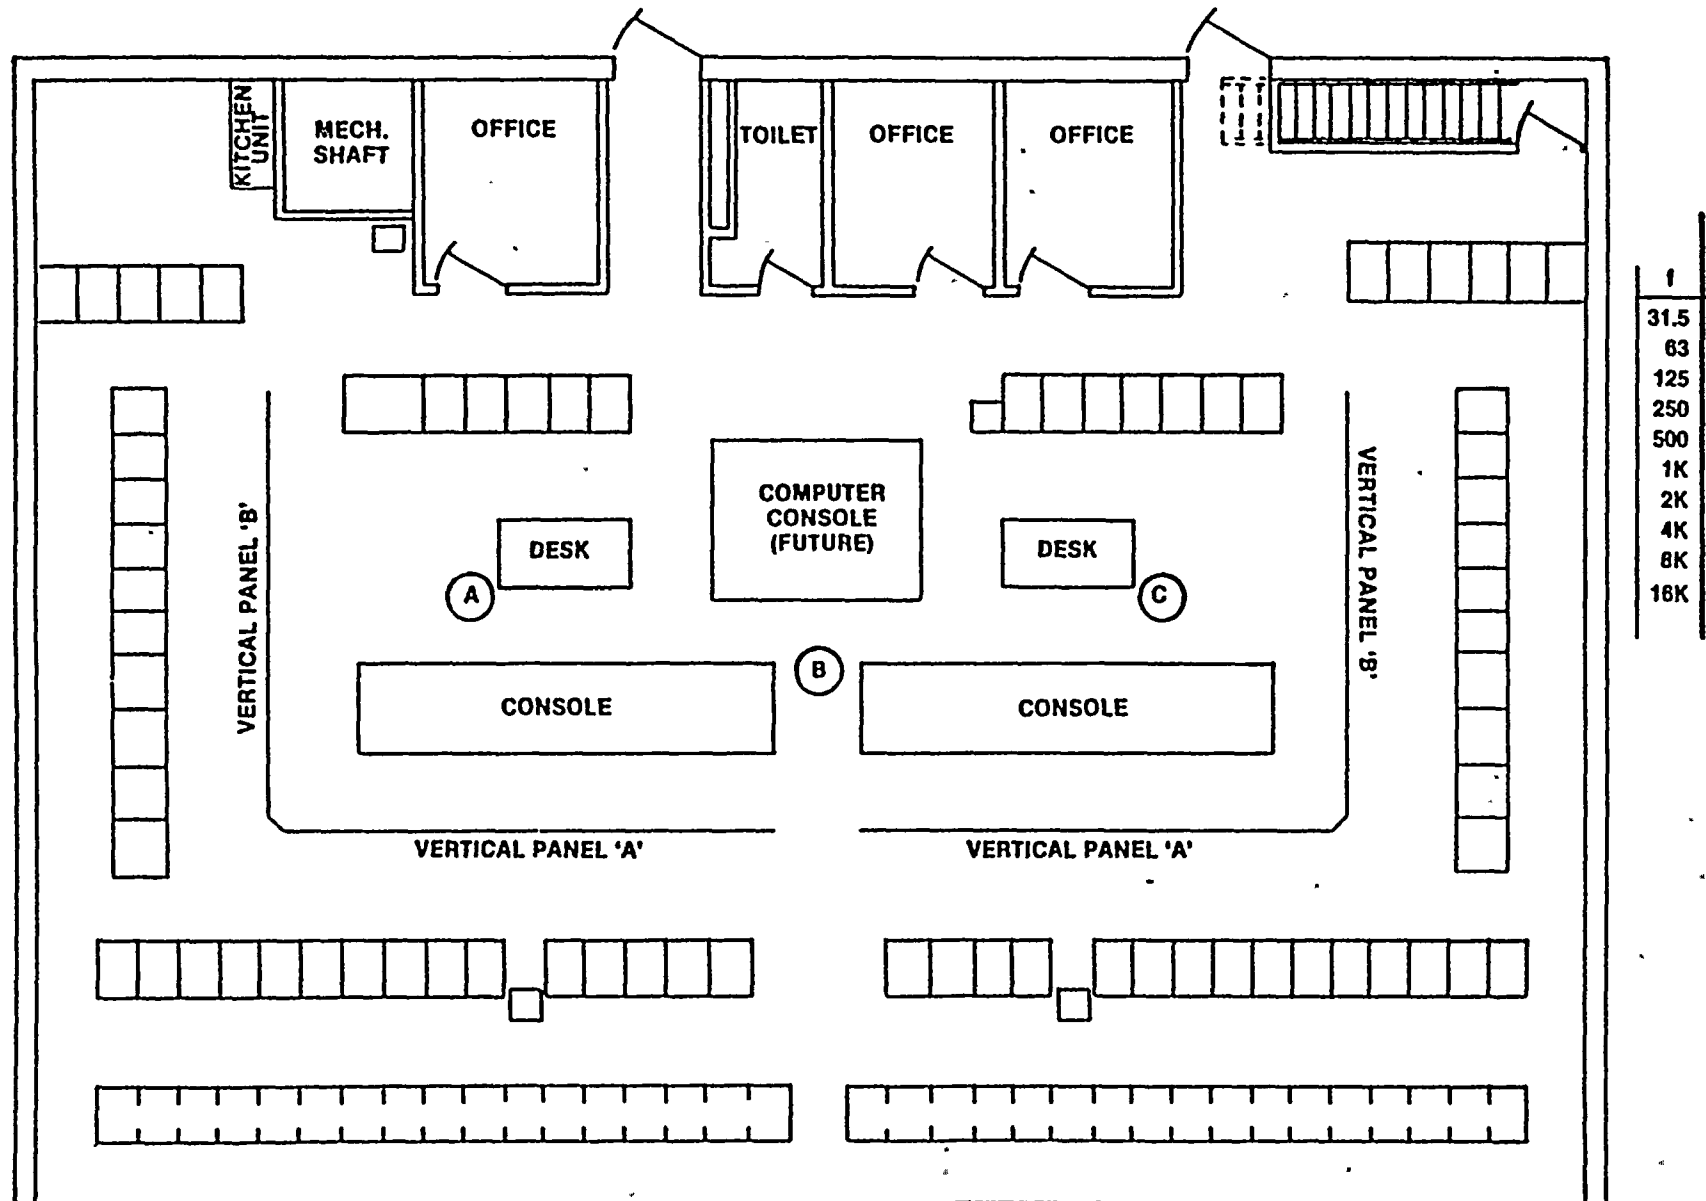 KITCHEN
UNIT
MECH.
SHAFT
OFFICE
TOILET
OFFICE
OFFICE
f
31.5
63
125
250
500
1K
2K
4K
8K
16K
COMPUTER
CONSOLE
(FUTURE)
DESK
DESK
A
C
B
VERTICAL PANEL 'B'
VERTICAL PANEL 'B'
CONSOLE
CONSOLE
VERTICAL PANEL 'A'
VERTICAL PANEL 'A'